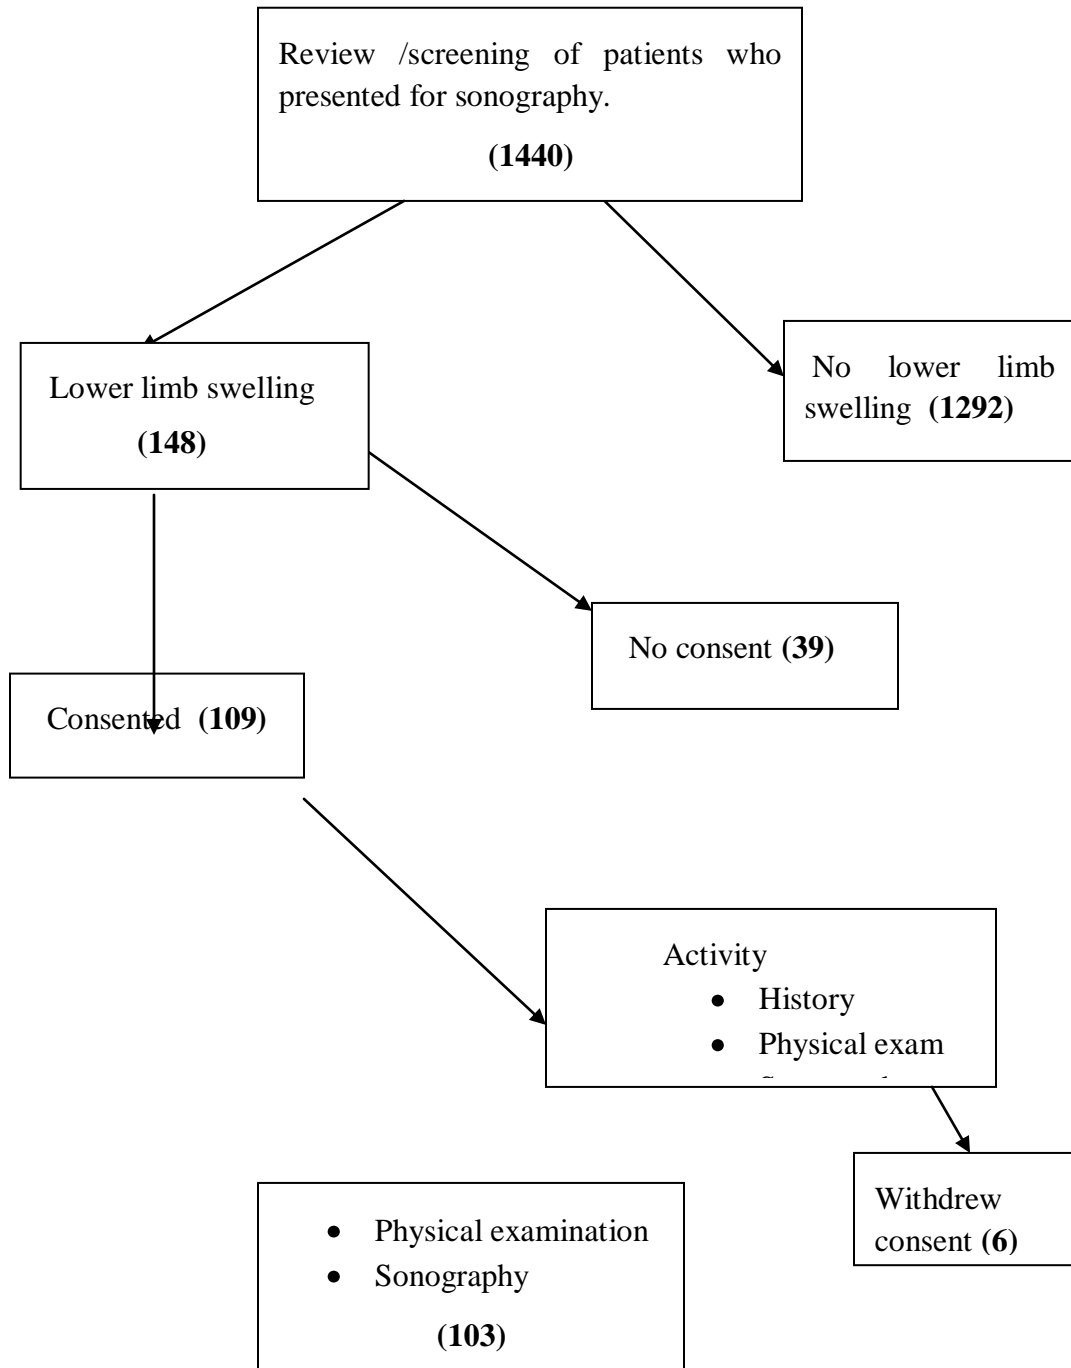 Review /screening of patients who
presented for sonography.
(1440)
Lower limb swelling
(148)
No lower limb
swelling (1292)
No consent (39)
Consented (109)
Activity
• History
• Physical exam
Withdrew
consent (6)
• Physical examination
• Sonography
(103)